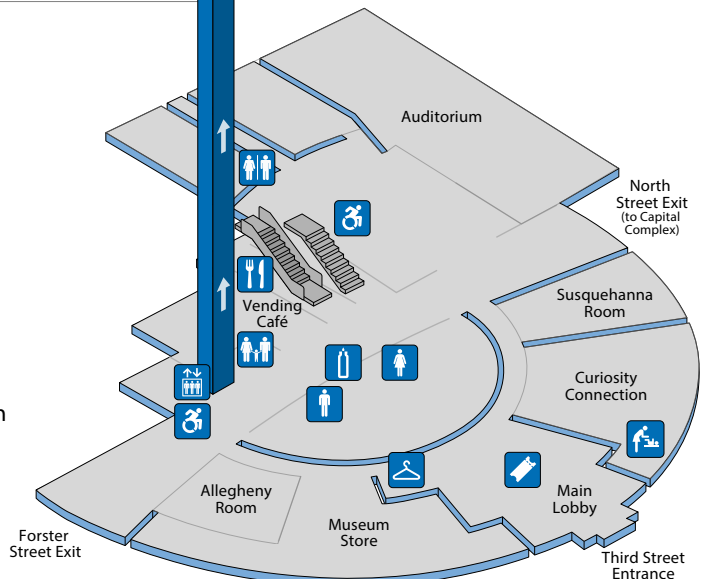 Auditorium
North
Street Exit
(to Capital
Complex)
Susquehanna
Room
Vending
Café
Curiosity
Connection
n
Allegheny
Room
Main
Lobby
Museum
Store
Forster
Street Exit
Third Street
Entrance